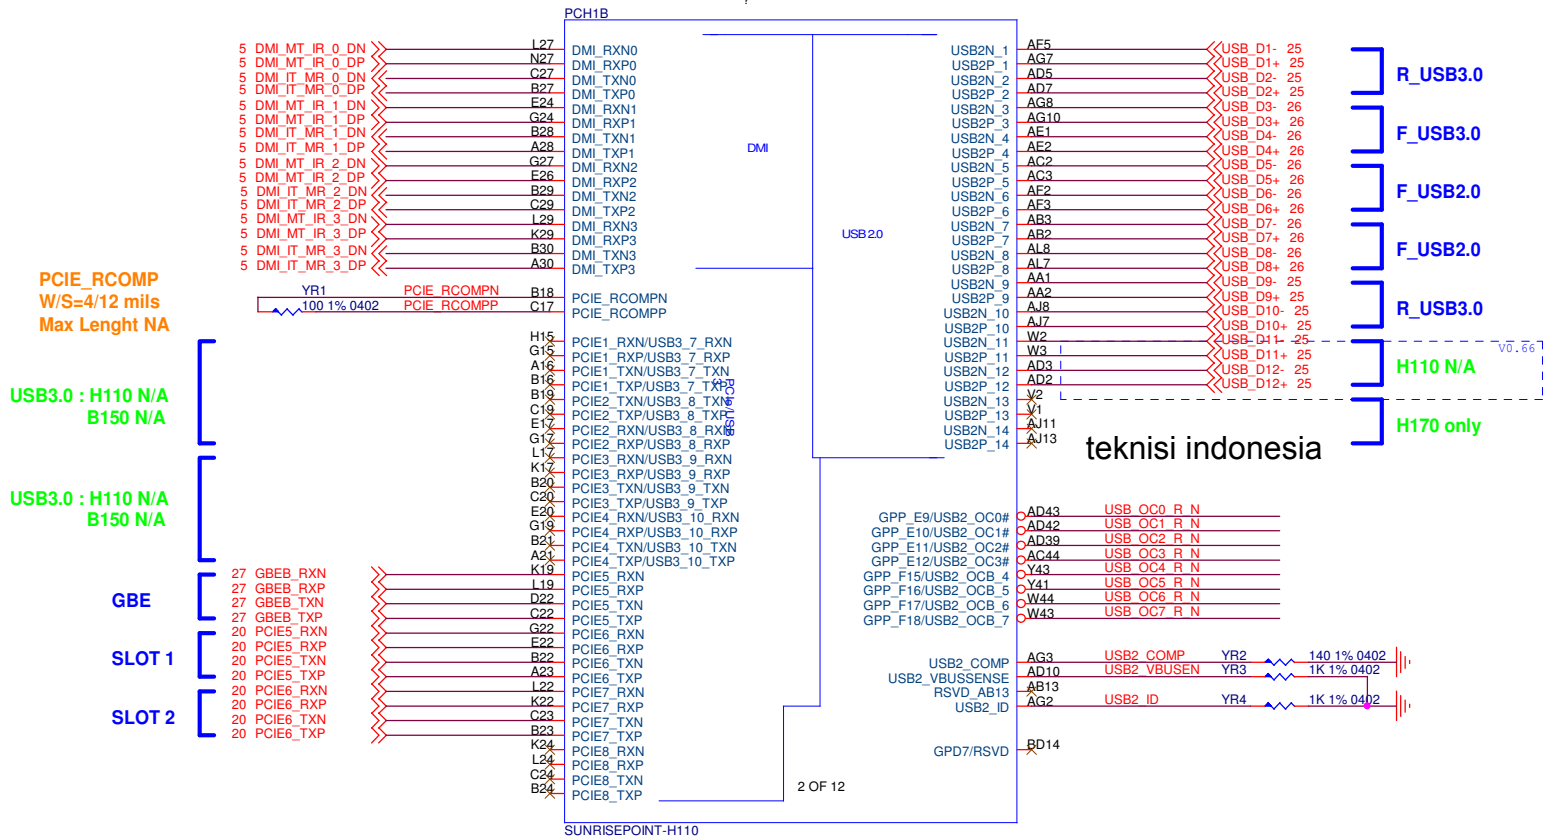 PCH1B
5 DMI_MT_IR_0_DN L27 DMI_RXN0
5 DMI_MT_IR_0_DP N27 DMI_RXP0
5 DMI_IT_MR_0_DN C27 DMI_TXN0
5 DMI_IT_MR_0_DP B27 DMI_TXP0
5 DMI_MT_IR_1_DN E24 DMI_RXN1
5 DMI_MT_IR_1_DP G24 DMI_RXP1
5 DMI_IT_MR_1_DN B28 DMI_TXN1
5 DMI_IT_MR_1_DP A28 DMI_TXP1
5 DMI_MT_IR_2_DN G27 DMI_RXN2
5 DMI_MT_IR_2_DP E26 DMI_RXP2
5 DMI_IT_MR_2_DN B29 DMI_TXN2
5 DMI_IT_MR_2_DP C29 DMI_TXP2
5 DMI_MT_IR_3_DN L29 DMI_RXN3
5 DMI_MT_IR_3_DP K29 DMI_RXP3
5 DMI_IT_MR_3_DN B30 DMI_TXN3
5 DMI_IT_MR_3_DP A30 DMI_TXP3
PCIE_RCOMP
W/S=4/12 mils
Max Lenght NA
YR1 PCIE_RCOMPN B18 PCIE_RCOMPN
100 1% 0402 PCIE_RCOMPP C17 PCIE_RCOMPP
USB3.0 : H110 N/A
B150 N/A
H15 PCIE1_RXN/USB3_7_RXN
G15 PCIE1_RXP/USB3_7_RXP
A16 PCIE1_TXN/USB3_7_TXN
B16 PCIE1_TXP/USB3_7_TXP
B19 PCIE2_TXN/USB3_8_TXN
C19 PCIE2_TXP/USB3_8_TXP
E17 PCIE2_RXN/USB3_8_RXN
G17 PCIE2_RXP/USB3_8_RXP
USB3.0 : H110 N/A
B150 N/A
L17 PCIE3_RXN/USB3_9_RXN
K17 PCIE3_RXP/USB3_9_RXP
B20 PCIE3_TXN/USB3_9_TXN
C20 PCIE3_TXP/USB3_9_TXP
E20 PCIE4_RXN/USB3_10_RXN
G19 PCIE4_RXP/USB3_10_RXP
B21 PCIE4_TXN/USB3_10_TXN
A21 PCIE4_TXP/USB3_10_TXP
GBE
27 GBEB_RXN K19 PCIE5_RXN
27 GBEB_RXP L19 PCIE5_RXP
27 GBEB_TXN D22 PCIE5_TXN
27 GBEB_TXP C22 PCIE5_TXP
SLOT 1
20 PCIE5_RXN G22 PCIE6_RXN
20 PCIE5_RXP E22 PCIE6_RXP
20 PCIE5_TXN B22 PCIE6_TXN
20 PCIE5_TXP A23 PCIE6_TXP
SLOT 2
20 PCIE6_RXN L22 PCIE7_RXN
20 PCIE6_RXP K22 PCIE7_RXP
20 PCIE6_TXN C23 PCIE7_TXN
20 PCIE6_TXP B23 PCIE7_TXP
K24 PCIE8_RXN
L24 PCIE8_RXP
C24 PCIE8_TXN
B24 PCIE8_TXP
DMI
USB 2.0
USB2N_1 AF5 USB_D1- 25
USB2P_1 AG7 USB_D1+ 25
USB2N_2 AD5 USB_D2- 25
USB2P_2 AD7 USB_D2+ 25
R_USB3.0
USB2N_3 AG8 USB_D3- 26
USB2P_3 AG10 USB_D3+ 26
USB2N_4 AE1 USB_D4- 26
USB2P_4 AE2 USB_D4+ 26
F_USB3.0
USB2N_5 AC2 USB_D5- 26
USB2P_5 AC3 USB_D5+ 26
USB2N_6 AF2 USB_D6- 26
USB2P_6 AF3 USB_D6+ 26
F_USB2.0
USB2N_7 AB3 USB_D7- 26
USB2P_7 AB2 USB_D7+ 26
USB2N_8 AL8 USB_D8- 26
USB2P_8 AL7 USB_D8+ 26
F_USB2.0
USB2N_9 AA1 USB_D9- 25
USB2P_9 AA2 USB_D9+ 25
USB2N_10 AJ8 USB_D10- 25
USB2P_10 AJ7 USB_D10+ 25
R_USB3.0
USB2N_11 W2 USB_D11- 25
USB2P_11 W3 USB_D11+ 25
USB2N_12 AD3 USB_D12- 25
USB2P_12 AD2 USB_D12+ 25
V0.66
H110 N/A
USB2N_13 V2
USB2P_13 V1
USB2N_14 AJ11
USB2P_14 AJ13
H170 only
teknisi indonesia
GPP_E9/USB2_OC0# AD43 USB_OC0_R_N
GPP_E10/USB2_OC1# AD42 USB_OC1_R_N
GPP_E11/USB2_OC2# AD39 USB_OC2_R_N
GPP_E12/USB2_OC3# AC44 USB_OC3_R_N
GPP_F15/USB2_OCB_4 Y43 USB_OC4_R_N
GPP_F16/USB2_OCB_5 Y41 USB_OC5_R_N
GPP_F17/USB2_OCB_6 W44 USB_OC6_R_N
GPP_F18/USB2_OCB_7 W43 USB_OC7_R_N
USB2_COMP AG3 USB2_COMP YR2 140 1% 0402
USB2_VBUSSENSE AD10 USB2_VBUSEN YR3 1K 1% 0402
RSVD_AB13 AB13
USB2_ID AG2 USB2_ID YR4 1K 1% 0402
GPD7/RSVD BD14
2 OF 12
SUNRISEPOINT-H110